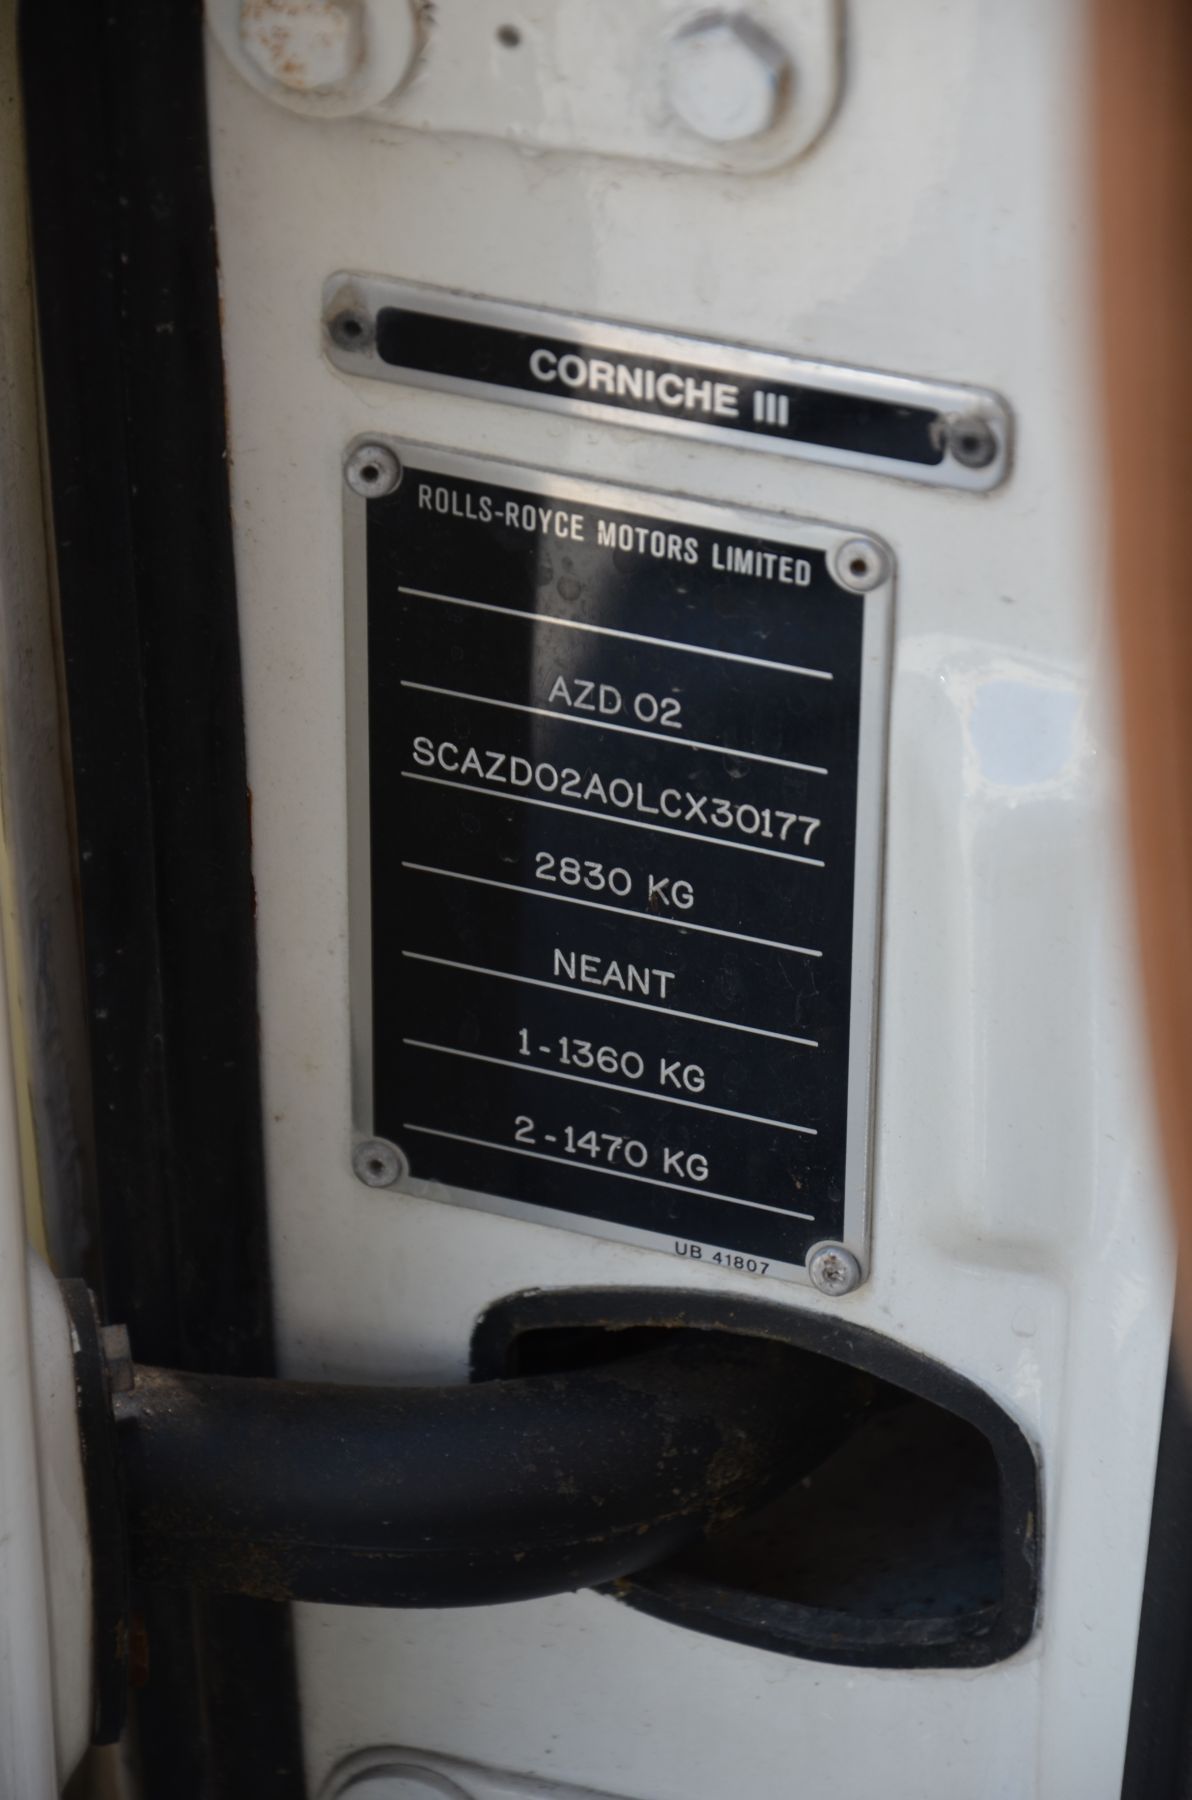 CORNICHE III
ROLLS-ROYCE MOTORS LIMITED
AZD 02
SCAZD02A0LCX30177
2830 KG
NEANT
1-1360 KG
2-1470 KG
UB 41807